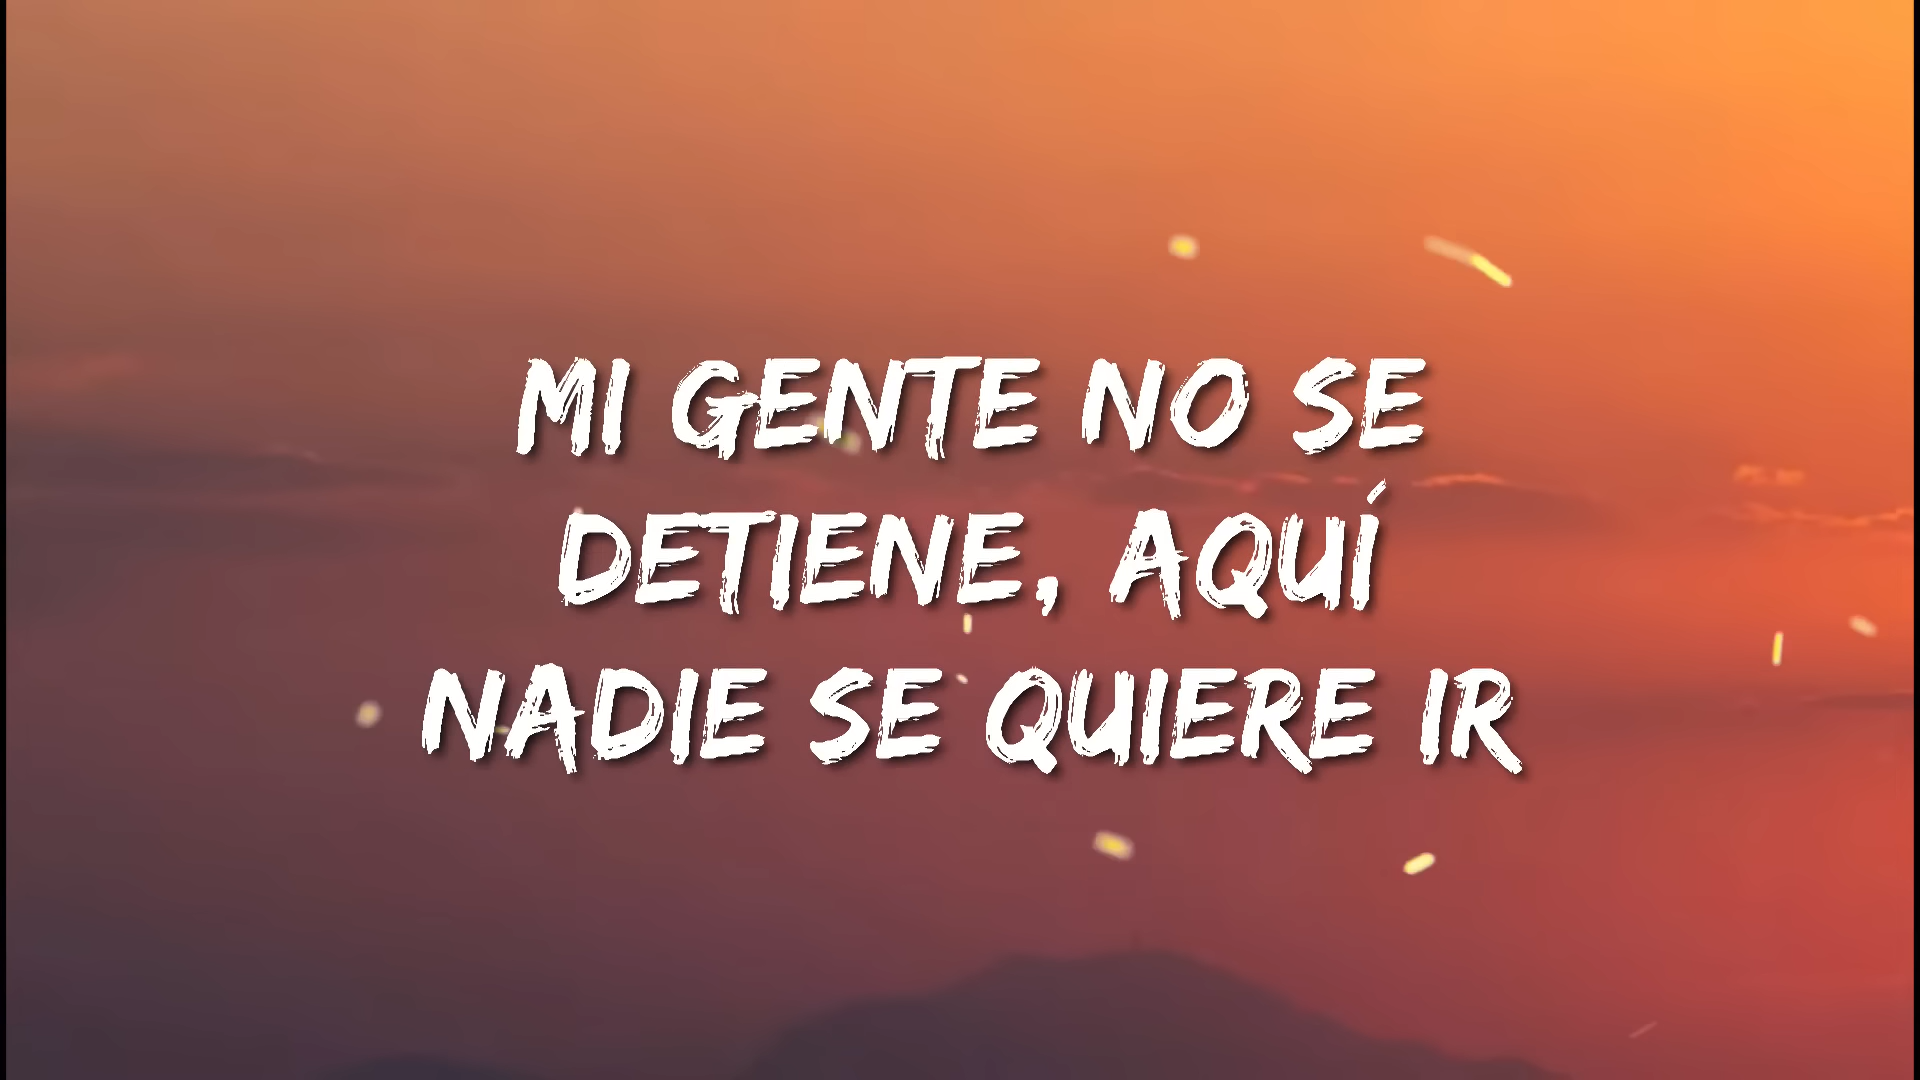 MI GENTE NO SE
DETIENE, AQUÍ
NADIE SE QUIERE IR